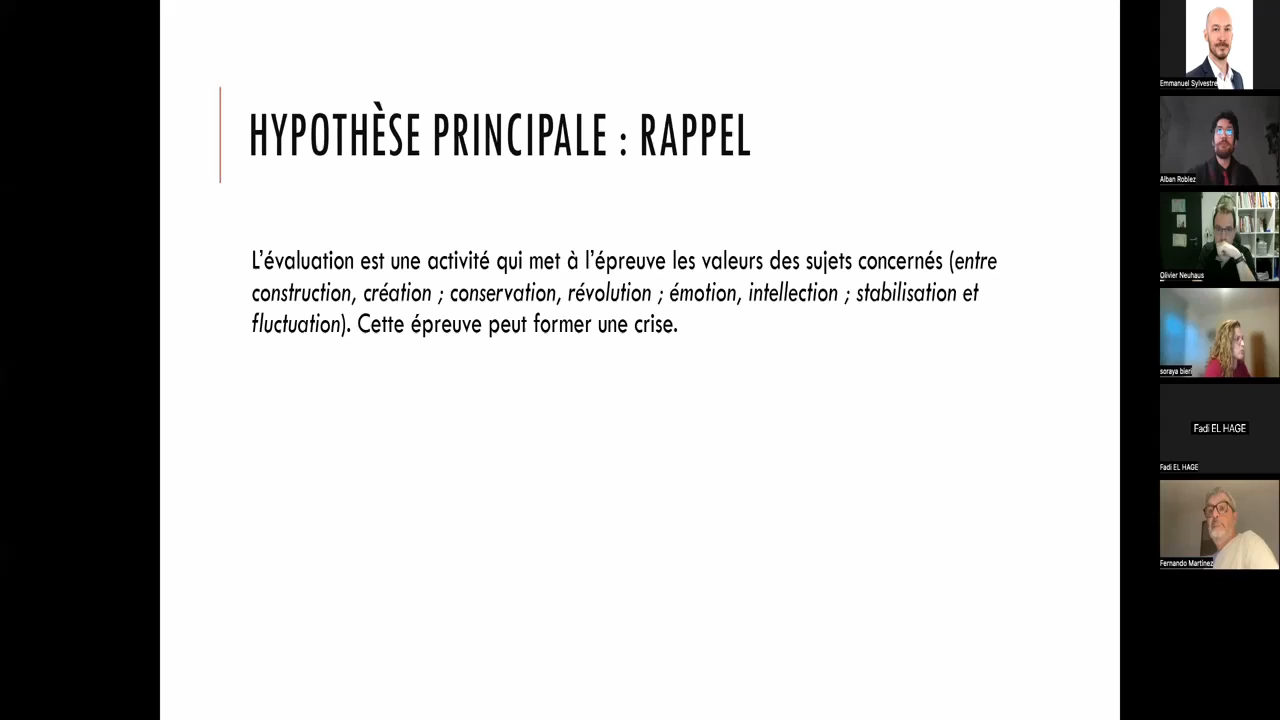 HYPOTHÈSE PRINCIPALE : RAPPEL
L'évaluation est une activité qui met à l'épreuve les valeurs des sujets concernés (entre
construction, création ; conservation, révolution ; émotion, intellection ; stabilisation et
fluctuation). Cette épreuve peut former une crise.
Emmanuel Sylvestre
Alban Roblez
Olivier Neuhaus
soraya bieri
Fadi EL HAGE
Fadi EL HAGE
Fernando Martinez